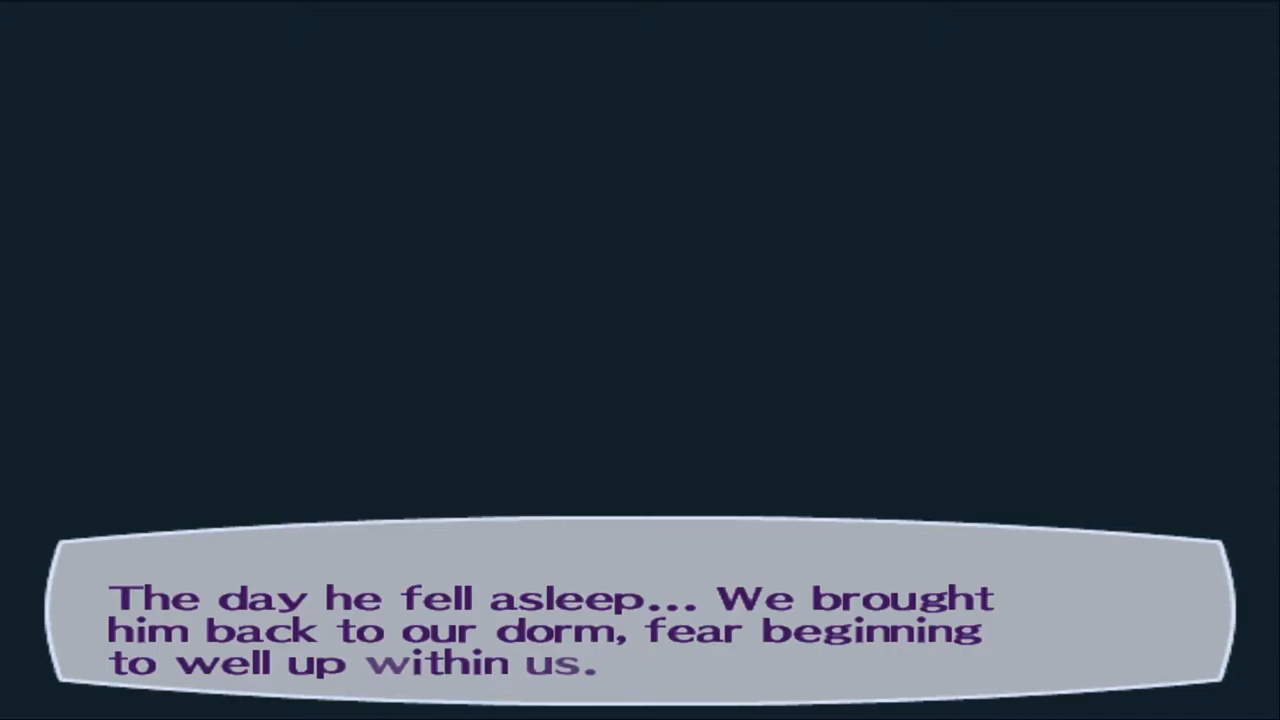 The day he fell asleep... We brought
him back to our dorm, fear beginning
to well up within us.